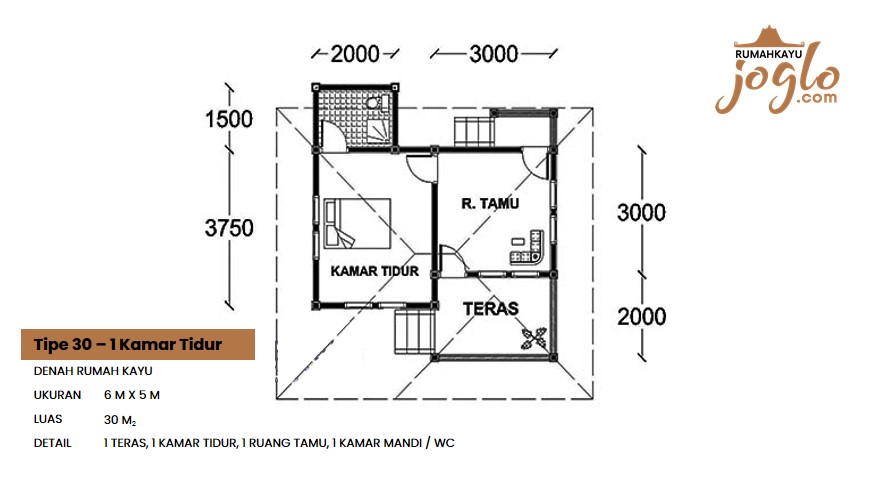 RUMAHKAYU
joglo
.com
2000
3000
1500
3750
3000
2000
R. TAMU
KAMAR TIDUR
TERAS
Tipe 30 – 1 Kamar Tidur
DENAH RUMAH KAYU
UKURAN 6 M X 5 M
LUAS 30 M₂
DETAIL 1 TERAS, 1 KAMAR TIDUR, 1 RUANG TAMU, 1 KAMAR MANDI / WC